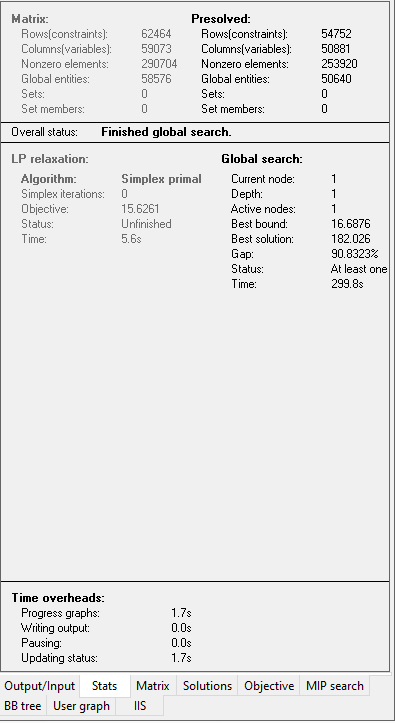 Matrix: Presolved:
Rows(constraints): 62464 Rows(constraints): 54752
Columns(variables): 59073 Columns(variables): 50881
Nonzero elements: 290704 Nonzero elements: 253920
Global entities: 58576 Global entities: 50640
Sets: 0 Sets: 0
Set members: 0 Set members: 0
Overall status: Finished global search.
LP relaxation: Global search:
Algorithm: Simplex primal Current node: 1
Simplex iterations: 0 Depth: 1
Objective: 15.6261 Active nodes: 1
Status: Unfinished Best bound: 16.6876
Time: 5.6s Best solution: 182.026
Gap: 90.8323%
Status: At least one
Time: 299.8s
Time overheads:
Progress graphs: 1.7s
Writing output: 0.0s
Pausing: 0.0s
Updating status: 1.7s
Output/Input Stats Matrix Solutions Objective MIP search
BB tree User graph IIS